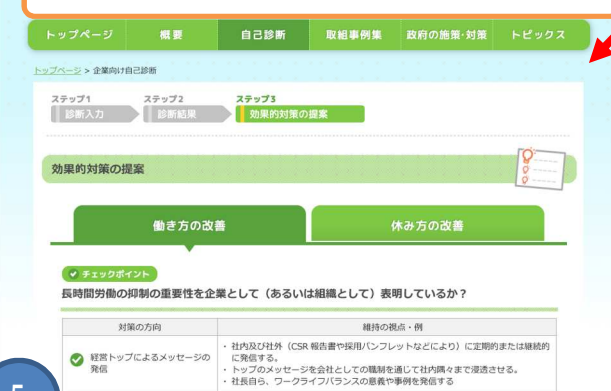 トップページ 概要 自己診断 取組事例集 政府の施策·対策 トピックス
トップページ > 企業向け自己診断
ステップ1 ステップ2 ステップ3
診断入力 診断結果 効果的対策の提案
効果的対策の提案
働き方の改善 休み方の改善
チェックポイント
長時間労働の抑制の重要性を企業として（あるいは組織として）表明しているか？
対策の方向 維持の視点・例
経営トップによるメッセージの
発信
・ 社内及び社外（CSR 報告書や採用パンフレットなどにより）に定期的または継続的
に発信する。
・ トップのメッセージを会社としての職制を通じて社内隅々まで浸透させる。
・ 社長自ら、ワークライフバランスの意義や事例を発信する
5